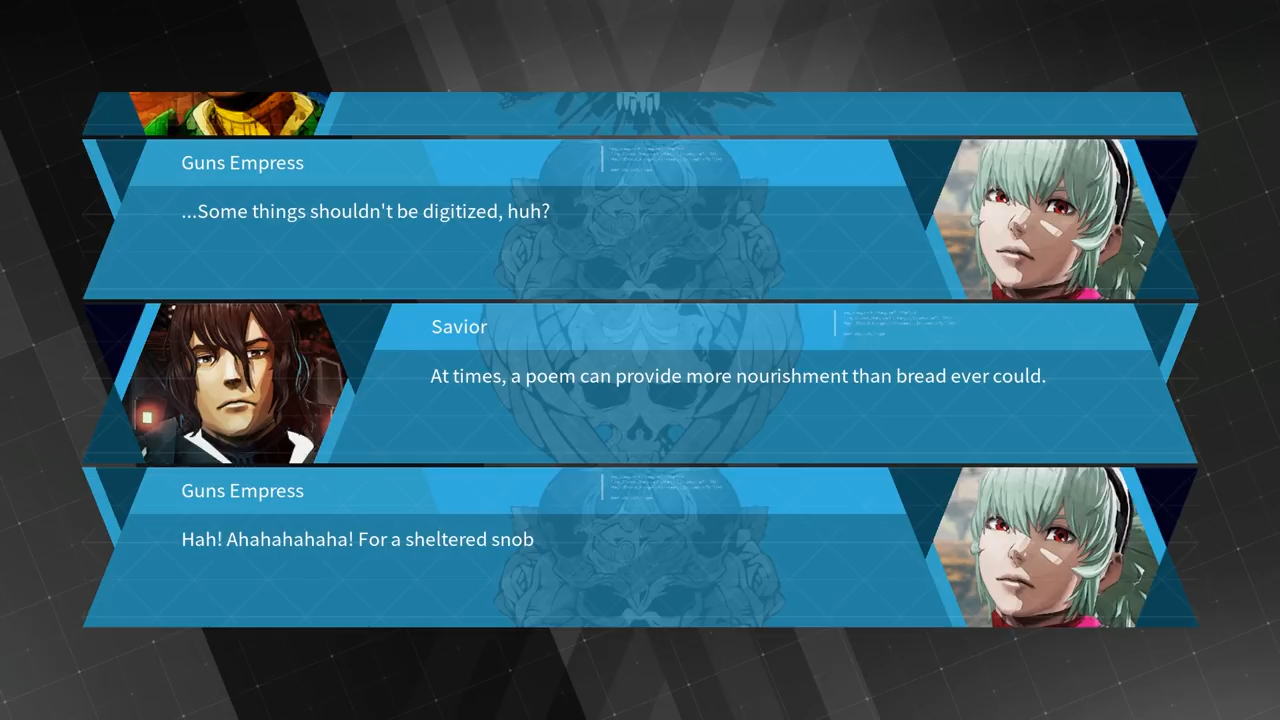 Guns Empress
...Some things shouldn't be digitized, huh?
Savior
At times, a poem can provide more nourishment than bread ever could.
Guns Empress
Hah! Ahahahahaha! For a sheltered snob